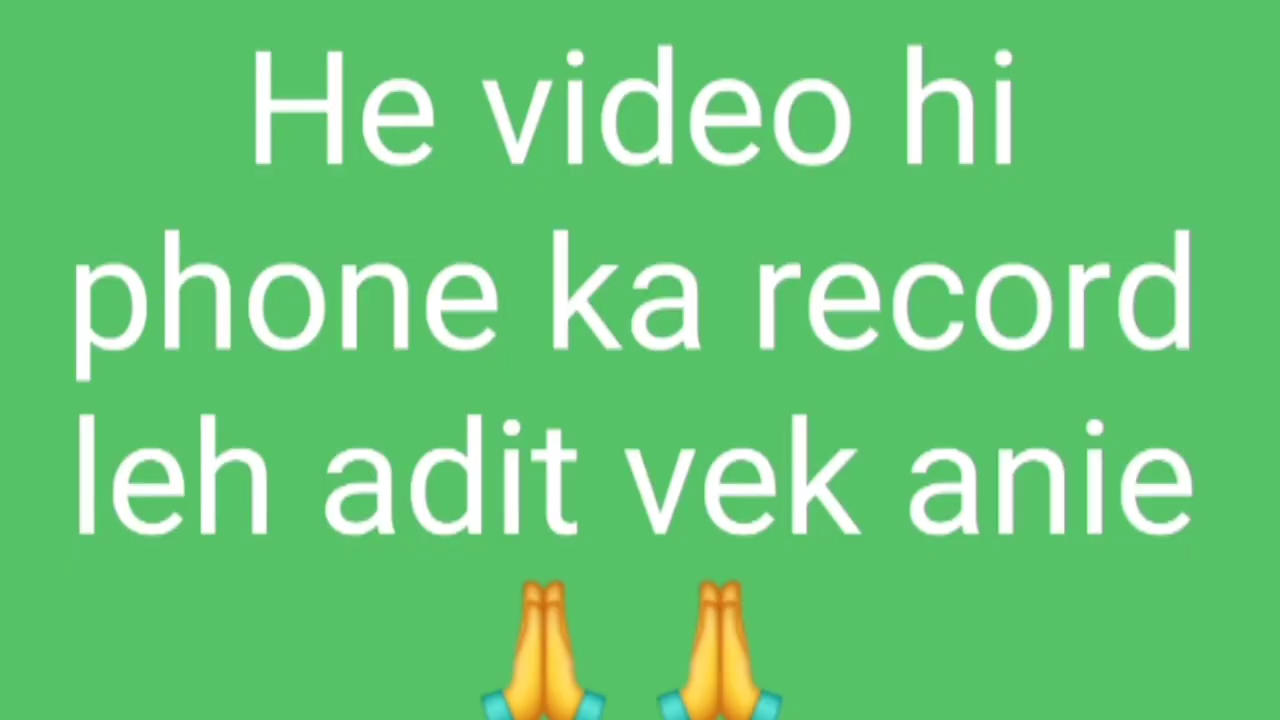 He video hi
phone ka record
leh adit vek anie
🙏 🙏